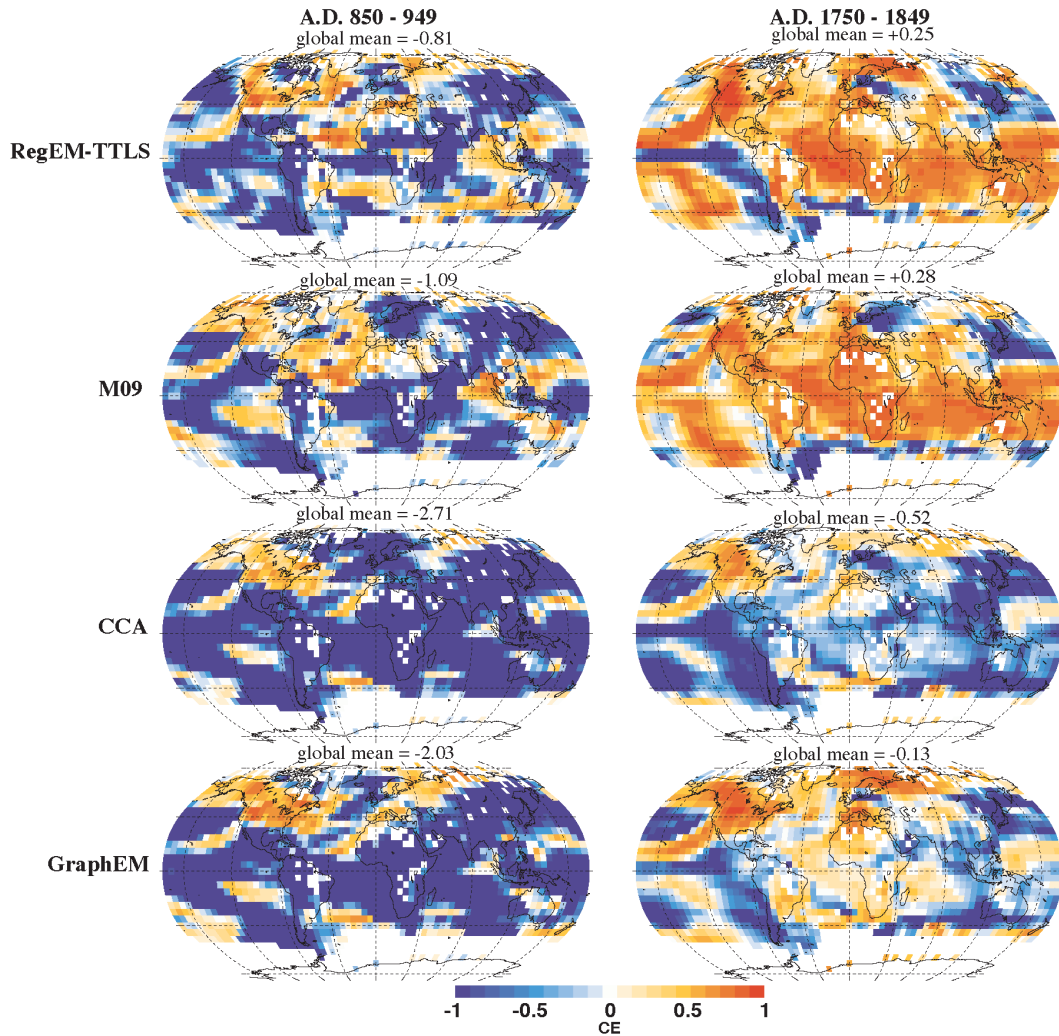 A.D. 850 - 949
A.D. 1750 - 1849
global mean = -0.81
global mean = +0.25
RegEM-TTLS
global mean = -1.09
global mean = +0.28
M09
global mean = -2.71
global mean = -0.52
CCA
global mean = -2.03
global mean = -0.13
GraphEM
-1 -0.5 0 0.5 1
CE